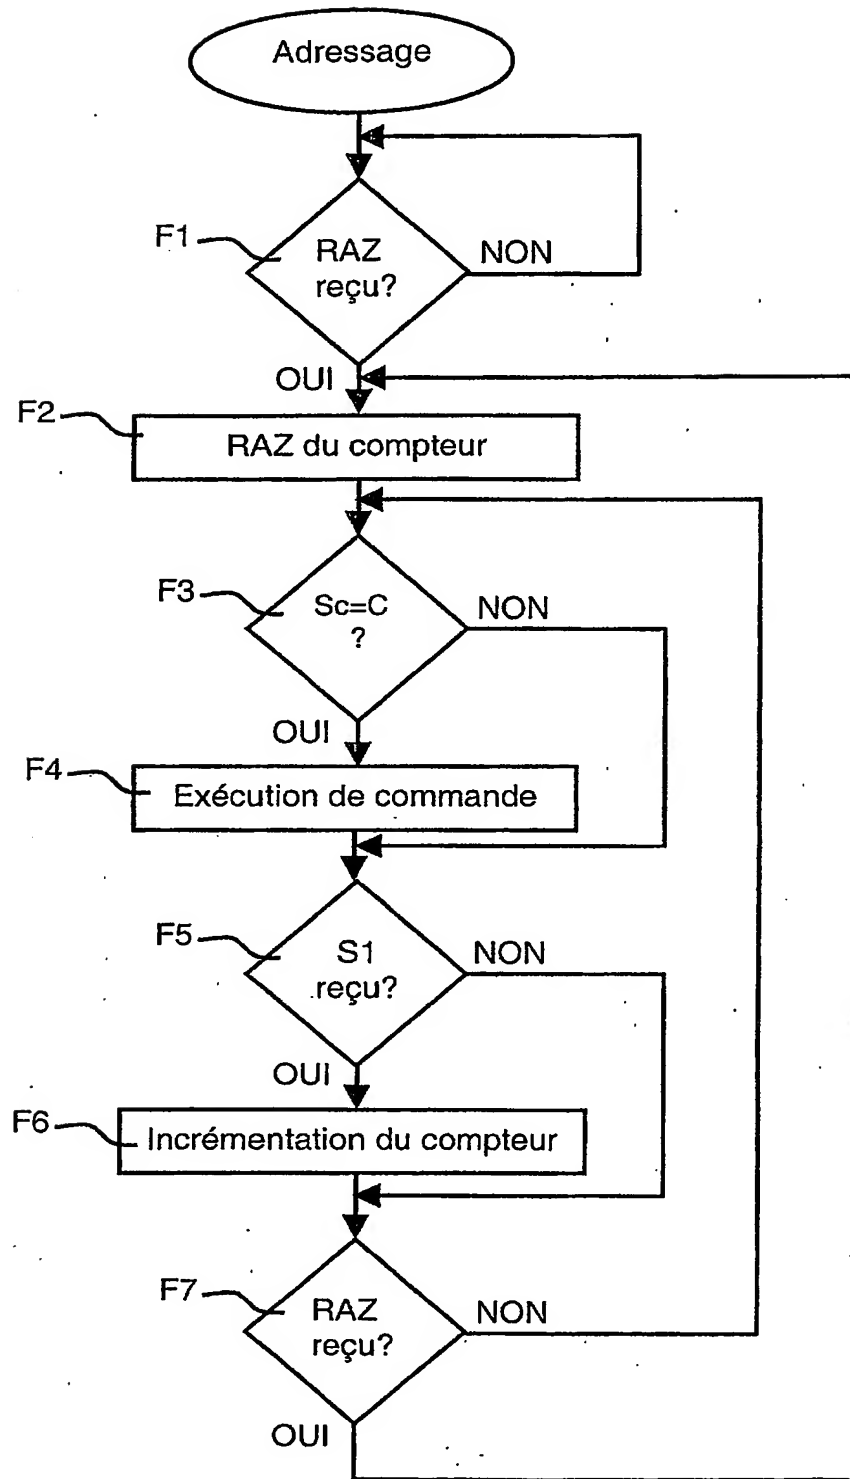 Adressage
F1
RAZ
reçu?
NON
OUI
F2
RAZ du compteur
F3
Sc=C
?
NON
OUI
F4
Exécution de commande
F5
S1
reçu?
NON
OUI
F6
Incrémentation du compteur
F7
RAZ
reçu?
NON
OUI